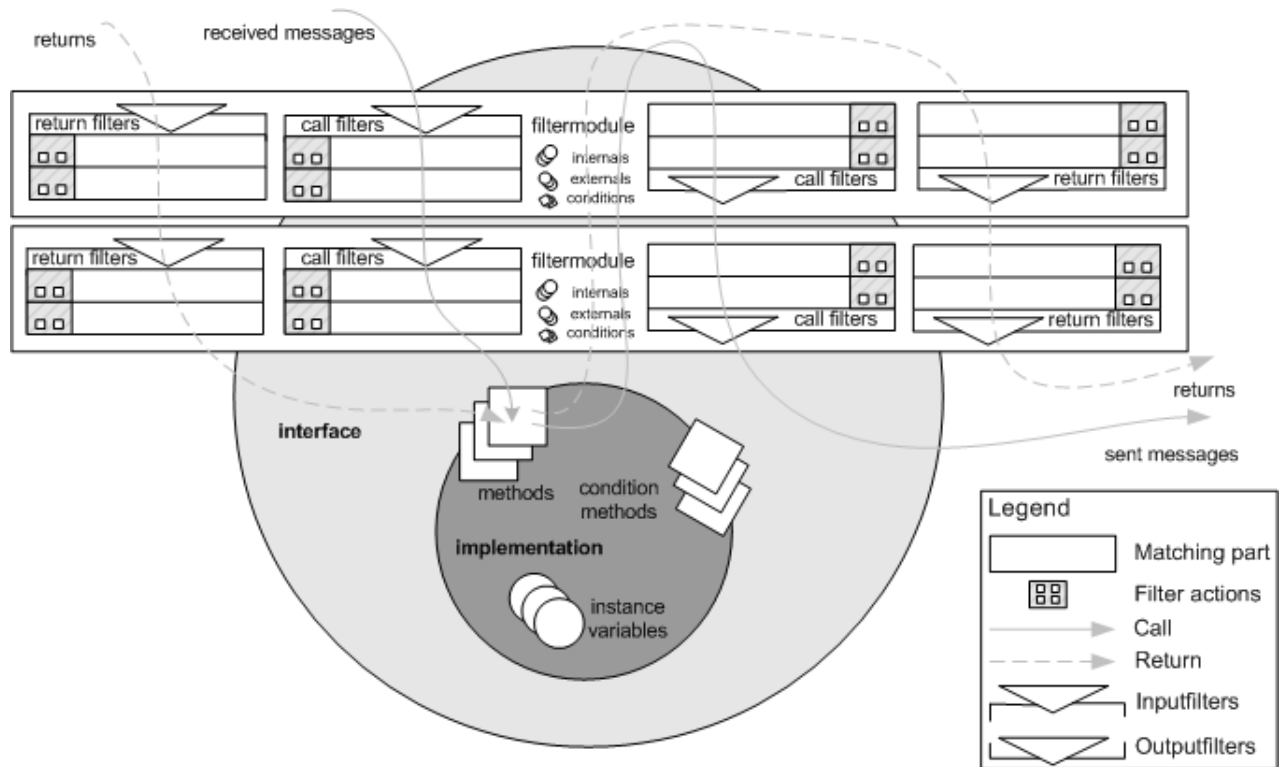 returns
received messages
return filters
call filters
filtermodule
internals
externals
conditions
call filters
return filters
return filters
call filters
filtermodule
internals
externals
conditions
call filters
return filters
returns
sent messages
interface
methods
condition
methods
implementation
instance
variables
Legend
Matching part
Filter actions
Call
Return
Inputfilters
Outputfilters